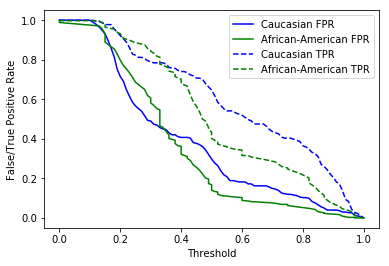 Caucasian FPR
African-American FPR
Caucasian TPR
African-American TPR
False/True Positive Rate
1.0
0.8
0.6
0.4
0.2
0.0
0.0 0.2 0.4 0.6 0.8 1.0
Threshold